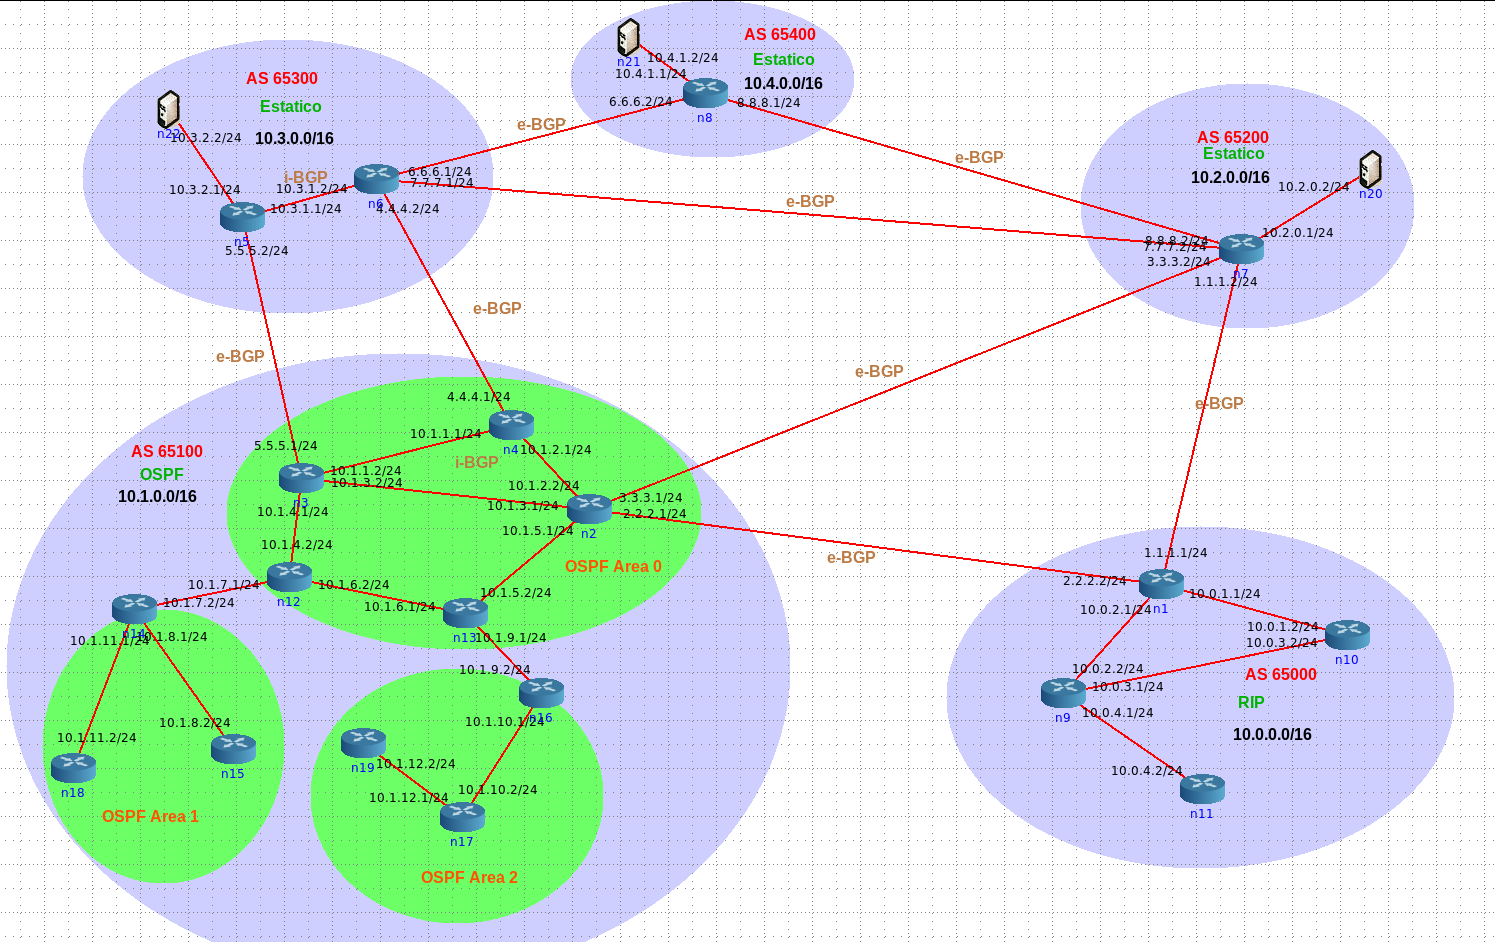 AS 65400
Estatico
10.4.0.0/16
n21
10.4.1.2/24
10.4.1.1/24
6.6.6.2/24
8.8.8.1/24
n8
AS 65300
Estatico
10.3.0.0/16
n22
10.3.2.2/24
10.3.2.1/24
i-BGP
10.3.1.2/24
10.3.1.1/24
n5
5.5.5.2/24
6.6.6.1/24
7.7.7.1/24
n6
4.4.4.2/24
e-BGP
e-BGP
e-BGP
AS 65200
Estatico
10.2.0.0/16
10.2.0.2/24
n20
10.2.0.1/24
8.8.8.2/24
7.7.7.2/24
3.3.3.2/24
n7
1.1.1.2/24
e-BGP
e-BGP
e-BGP
e-BGP
e-BGP
AS 65100
OSPF
10.1.0.0/16
4.4.4.1/24
10.1.1.1/24
n4
10.1.2.1/24
5.5.5.1/24
i-BGP
10.1.1.2/24
10.1.3.2/24
n3
10.1.4.1/24
10.1.2.2/24
10.1.3.1/24
3.3.3.1/24
2.2.2.1/24
n2
10.1.5.1/24
OSPF Area 0
10.1.4.2/24
10.1.7.1/24
10.1.6.2/24
n12
10.1.7.2/24
10.1.6.1/24
10.1.5.2/24
n13
10.1.9.1/24
n14
10.1.11.1/24
10.1.8.1/24
10.1.9.2/24
n16
10.1.10.1/24
10.1.8.2/24
10.1.11.2/24
n15
n18
OSPF Area 1
n19
10.1.12.2/24
10.1.12.1/24
10.1.10.2/24
n17
OSPF Area 2
1.1.1.1/24
2.2.2.2/24
n1
10.0.1.1/24
10.0.2.1/24
10.0.1.2/24
10.0.3.2/24
n10
10.0.2.2/24
10.0.3.1/24
n9
10.0.4.1/24
AS 65000
RIP
10.0.0.0/16
10.0.4.2/24
n11